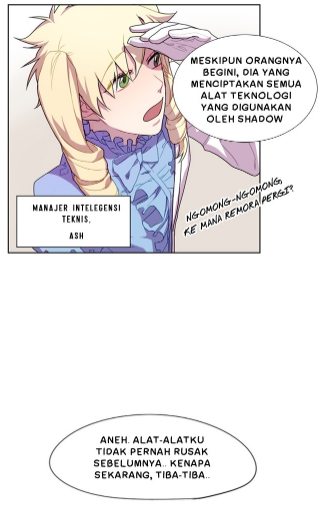 MESKIPUN ORANGNYA
BEGINI, DIA YANG
MENCIPTAKAN SEMUA
ALAT TEKNOLOGI
YANG DIGUNAKAN
OLEH SHADOW
MANAJER INTELEGENSI
TEKNIS,
ASH
NGOMONG-NGOMONG,
KE MANA REMORA PERGI?
ANEH. ALAT-ALATKU
TIDAK PERNAH RUSAK
SEBELUMNYA.. KENAPA
SEKARANG, TIBA-TIBA..